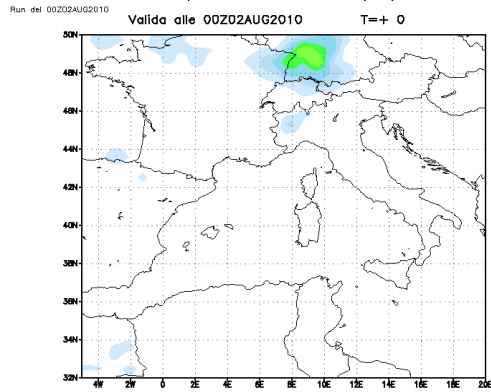 Run del 00Z02AUG2010
Valida alle 00Z02AUG2010 T=+ 0
50N
48N
46N
44N
42N
40N
38N
36N
34N
32N
4W 2W 0 2E 4E 6E 8E 10E 12E 14E 16E 18E 20E